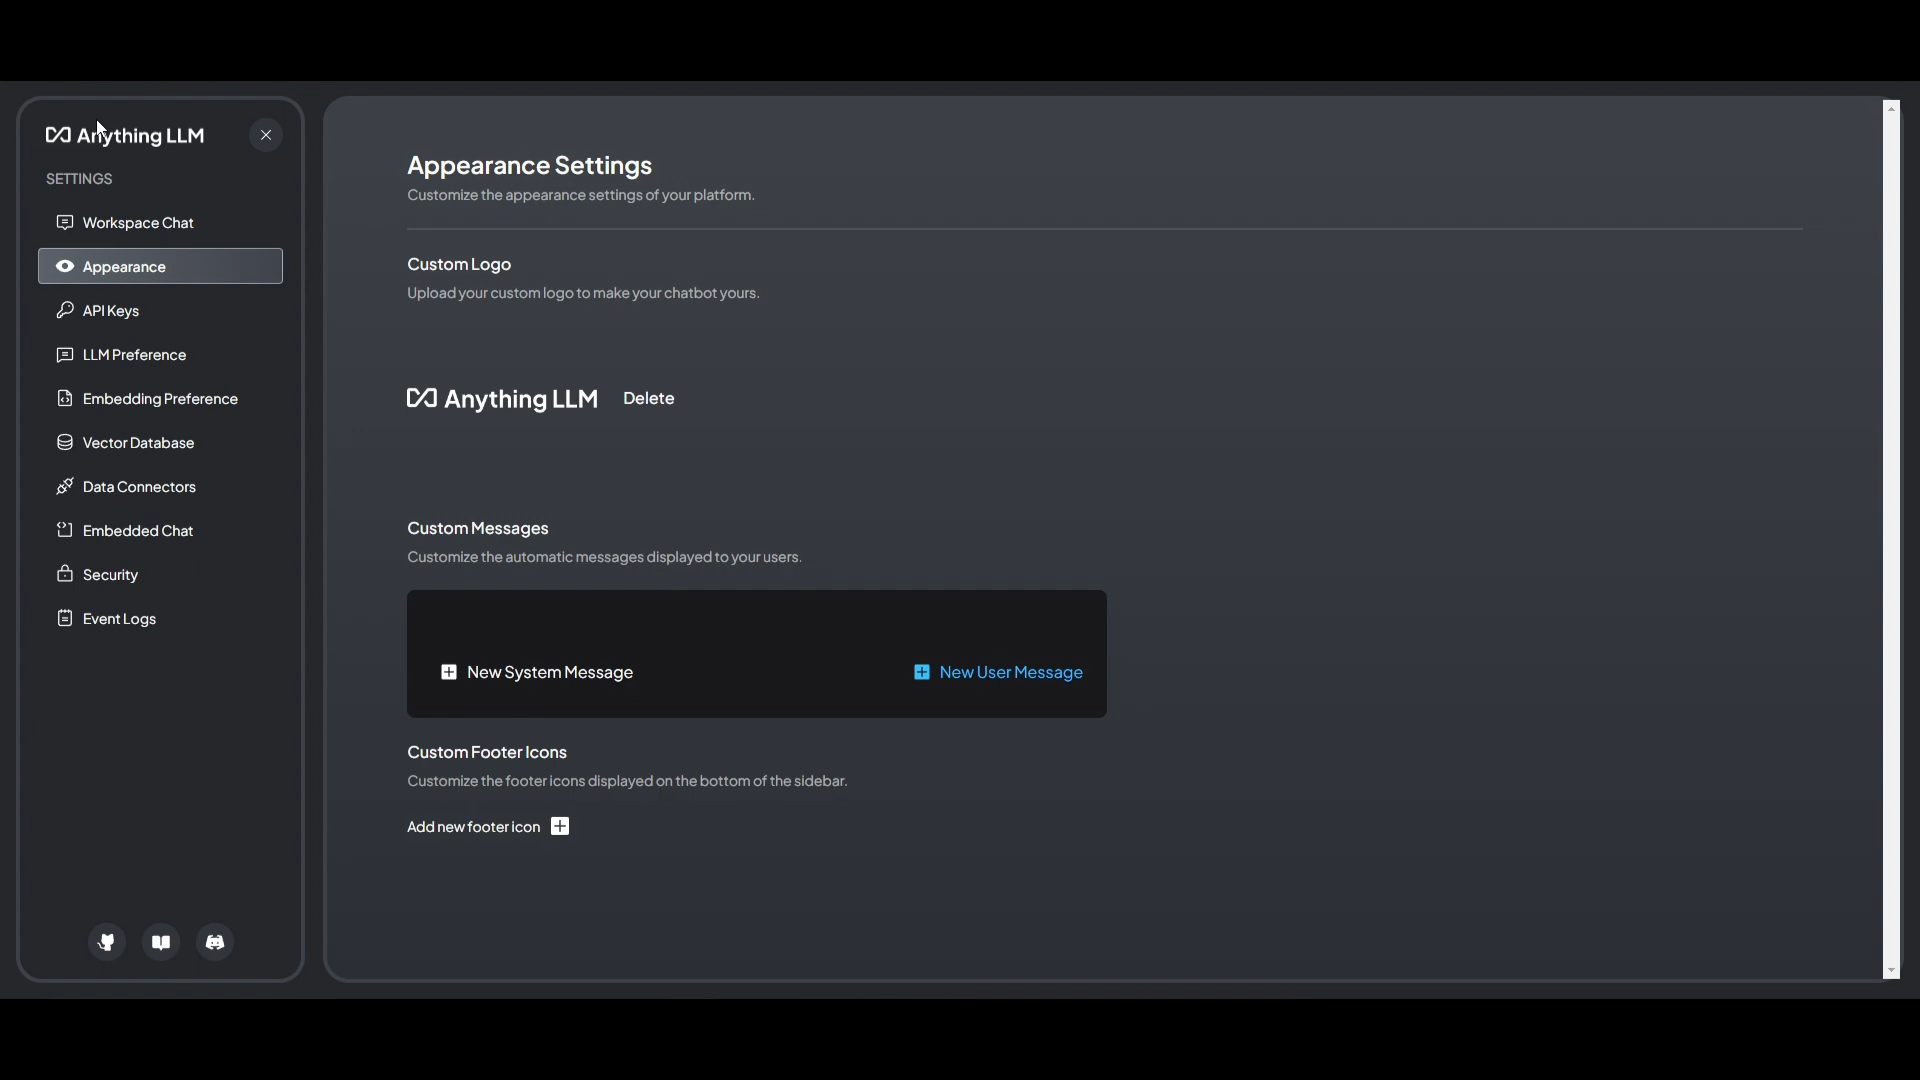 Anything LLM
SETTINGS
Workspace Chat
Appearance
API Keys
LLM Preference
Embedding Preference
Vector Database
Data Connectors
Embedded Chat
Security
Event Logs
Appearance Settings
Customize the appearance settings of your platform.
Custom Logo
Upload your custom logo to make your chatbot yours.
Anything LLM Delete
Custom Messages
Customize the automatic messages displayed to your users.
New System Message New User Message
Custom Footer Icons
Customize the footer icons displayed on the bottom of the sidebar.
Add new footer icon